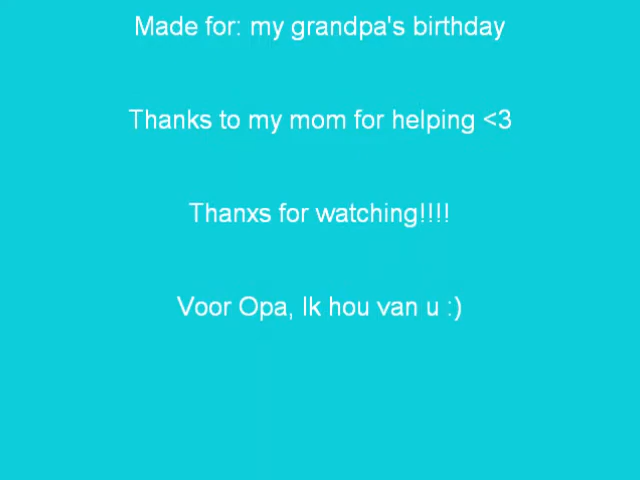 Made for: my grandpa's birthday
Thanks to my mom for helping <3
Thanxs for watching!!!!
Voor Opa, Ik hou van u :)